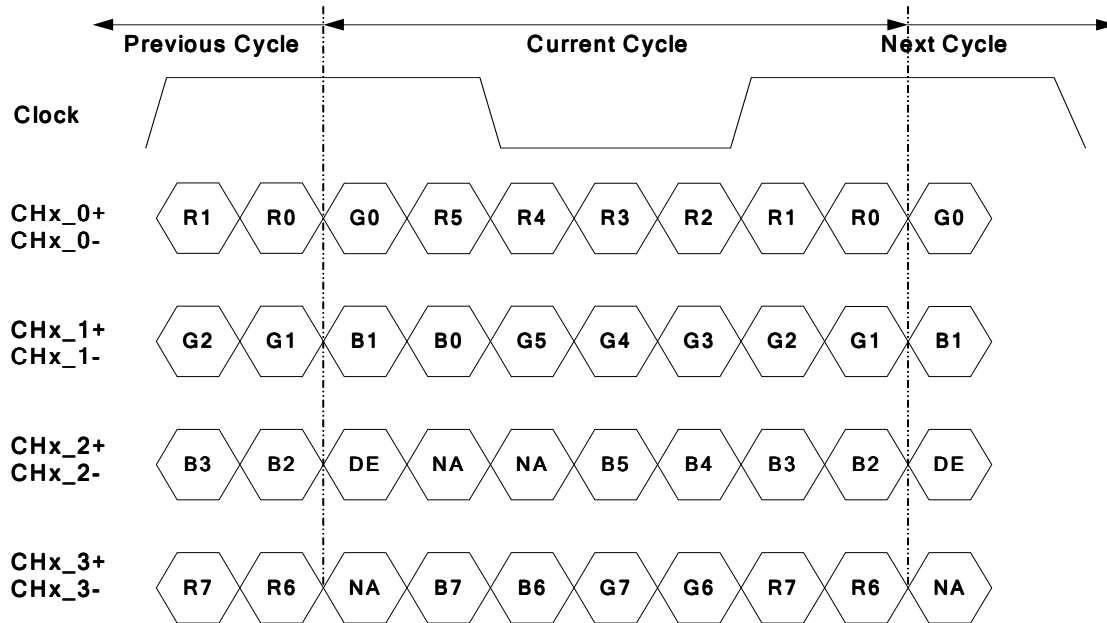 Previous Cycle Current Cycle Next Cycle
Clock
CHx_0+
CHx_0-
R1 R0 G0 R5 R4 R3 R2 R1 R0 G0
CHx_1+
CHx_1-
G2 G1 B1 B0 G5 G4 G3 G2 G1 B1
CHx_2+
CHx_2-
B3 B2 DE NA NA B5 B4 B3 B2 DE
CHx_3+
CHx_3-
R7 R6 NA B7 B6 G7 G6 R7 R6 NA